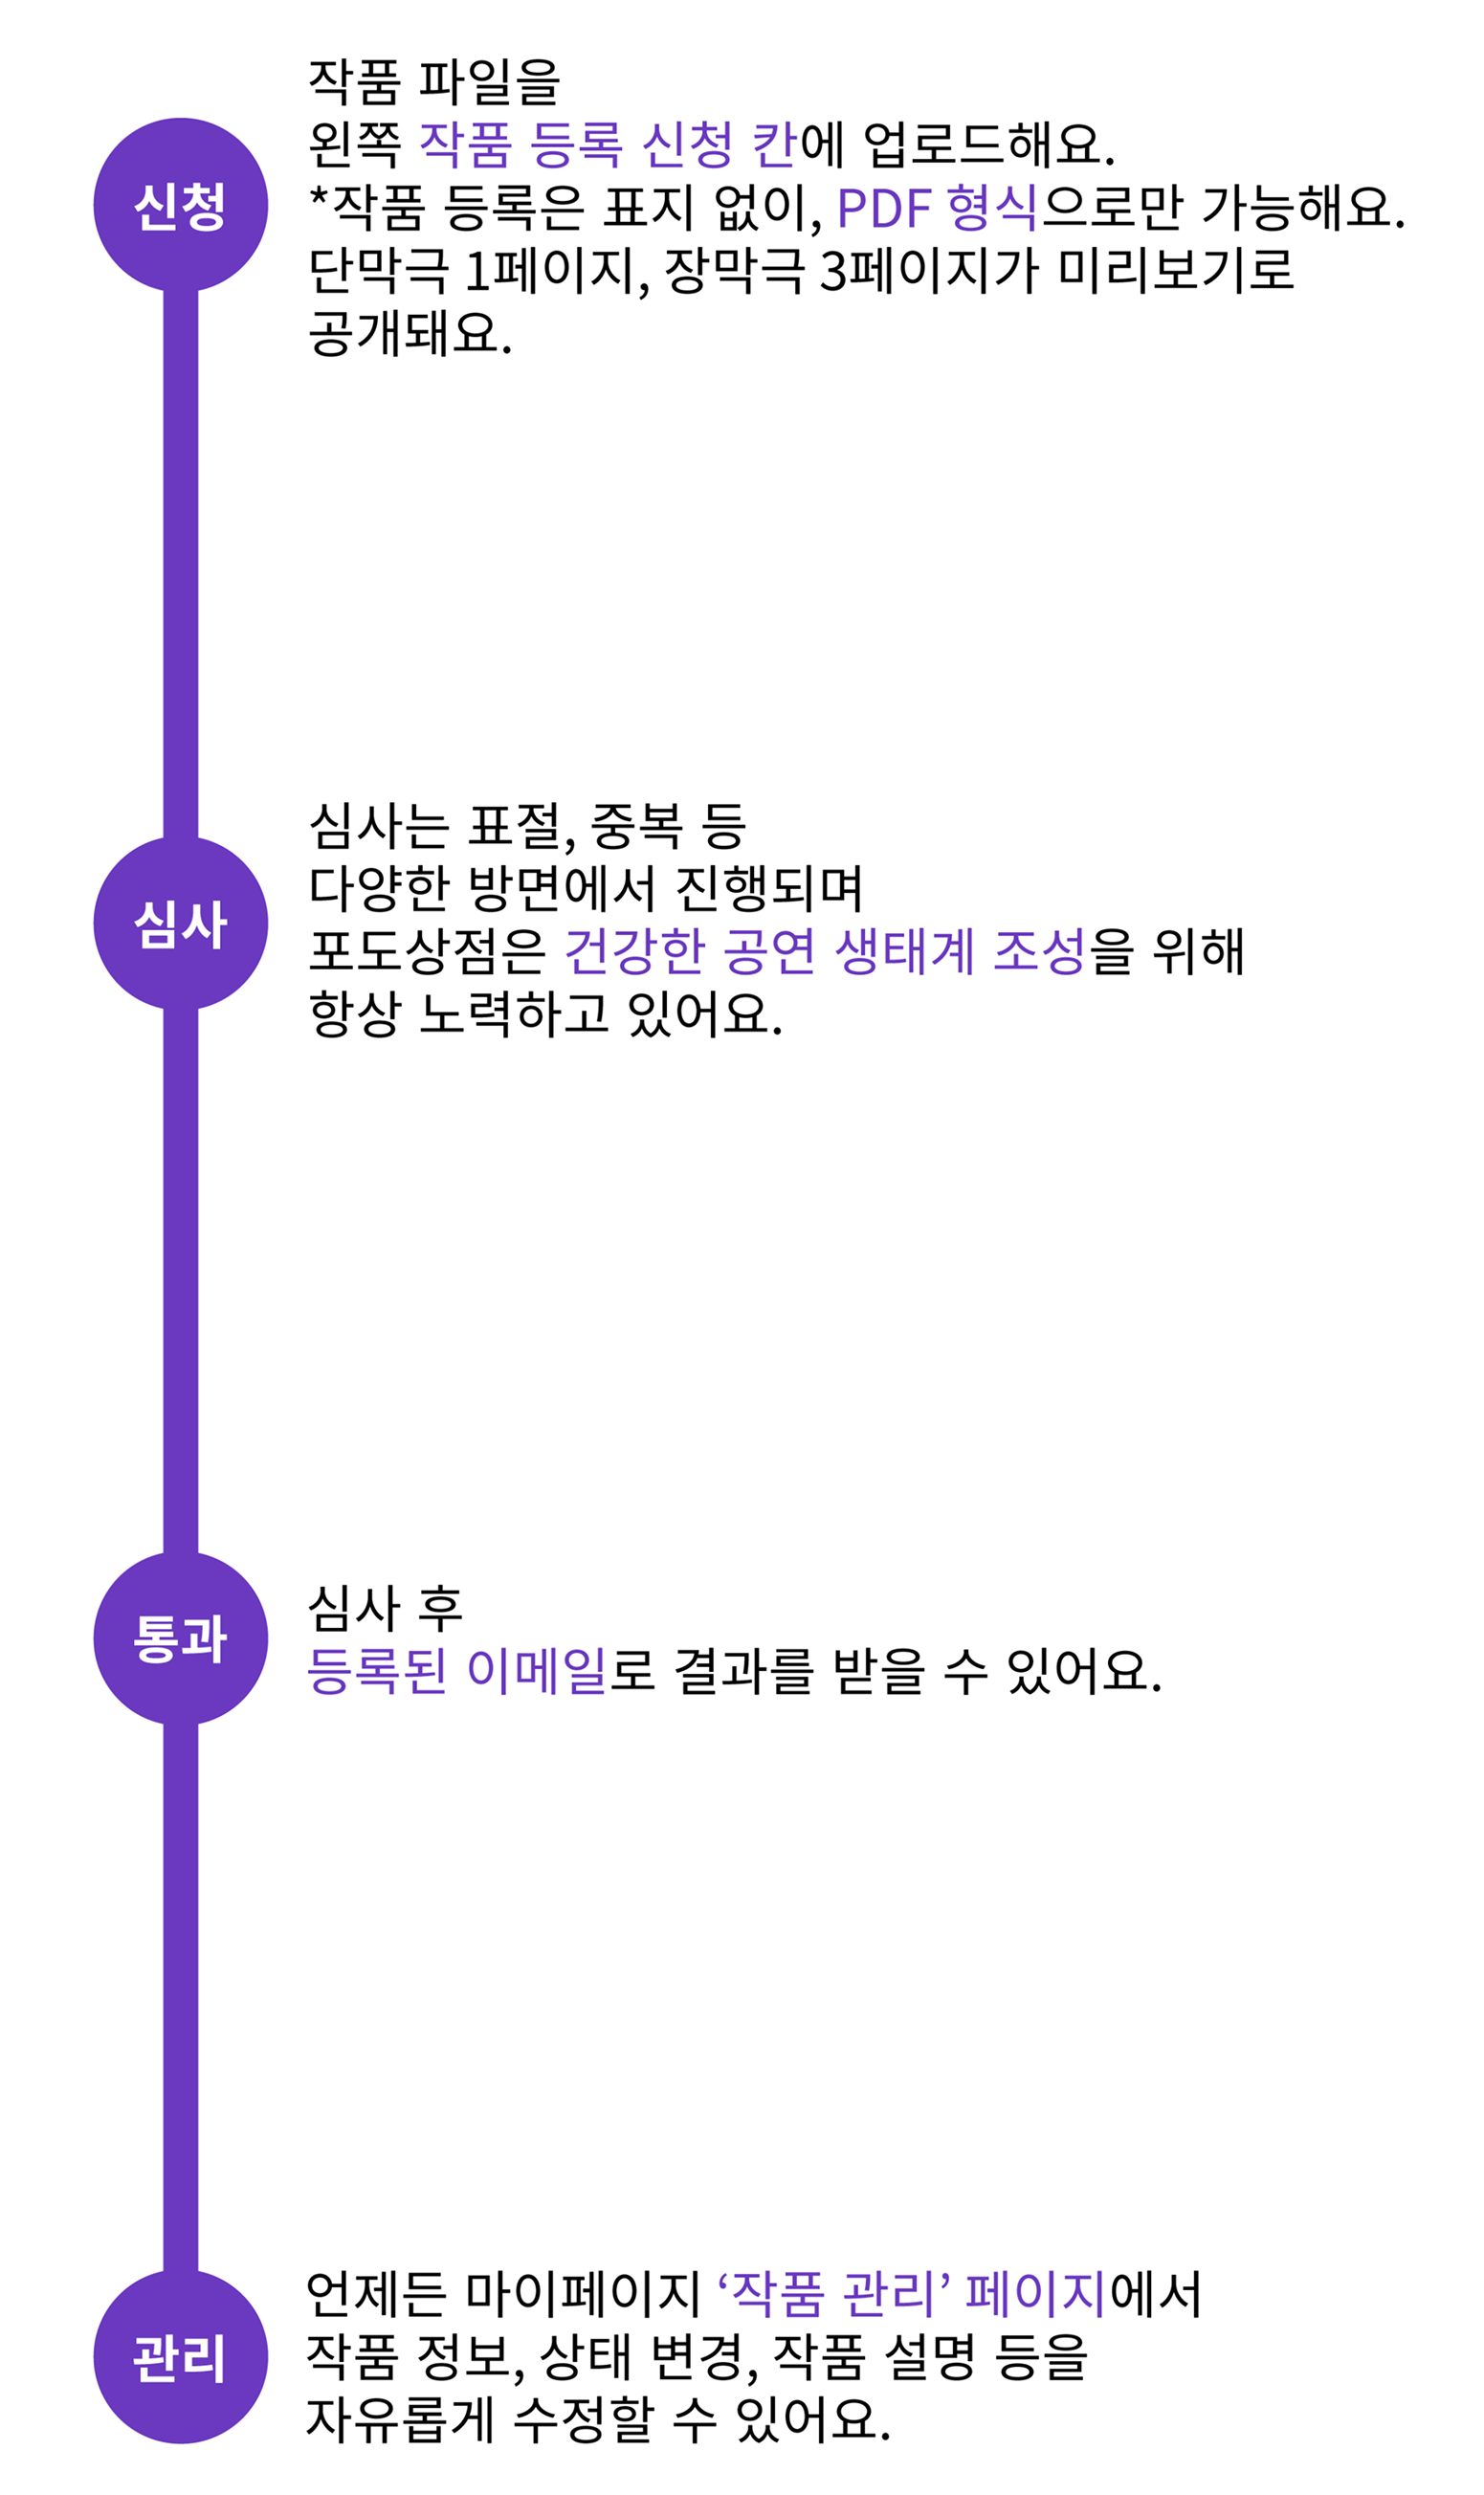 신청
작품 파일을
왼쪽 작품 등록 신청 란에 업로드해요.
*작품 등록은 표지 없이, PDF형식으로만 가능해요.
단막극 1페이지,장막극 3페이지가 미리보기로
공개돼요.
심사
심사는 표절,중복 등
다양한 방면에서 진행되며
포도상점은 건강한 공연 생태계 조성을 위해
항상 노력하고 있어요.
통과
심사 후
등록된 이메일로 결과를 받을수 있어요.
관리
언제든 마이페이지 ‘작품 관리’ 페이지에서
작품 정보,상태 변경,작품설명 등을
자유롭게 수정할 수 있어요.